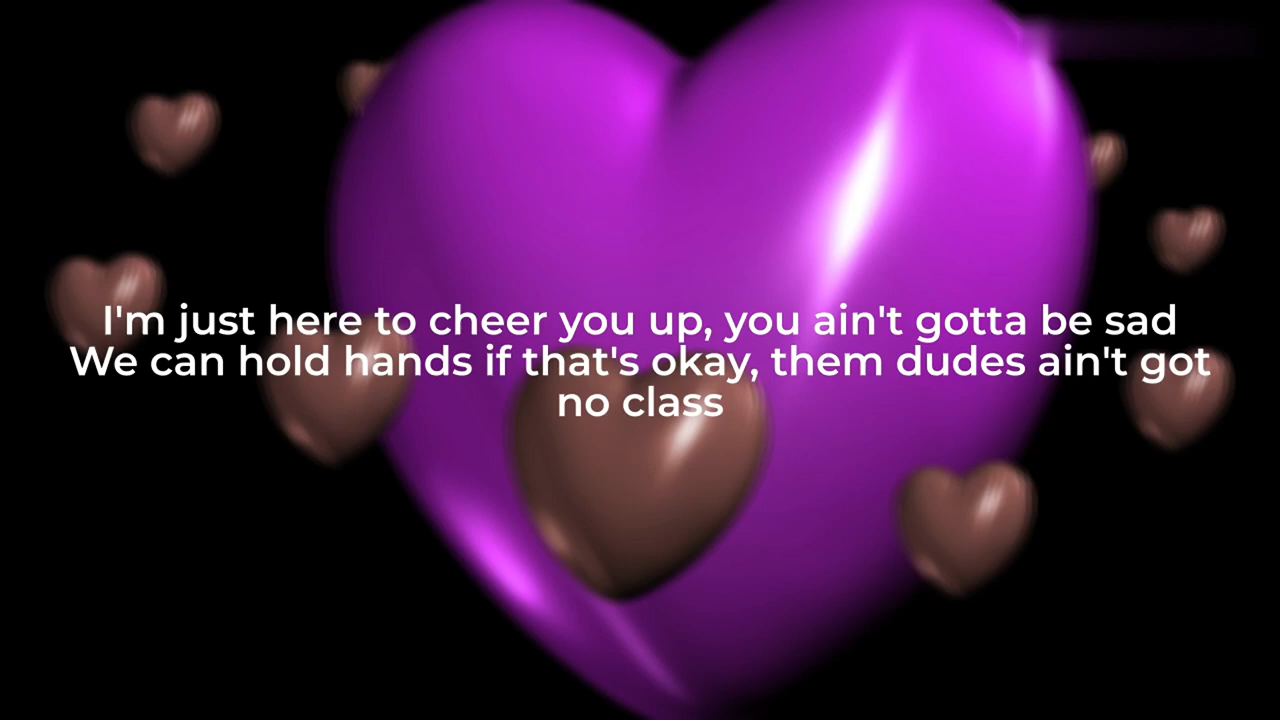 I'm just here to cheer you up, you ain't gotta be sad
We can hold hands if that's okay, them dudes ain't got
no class